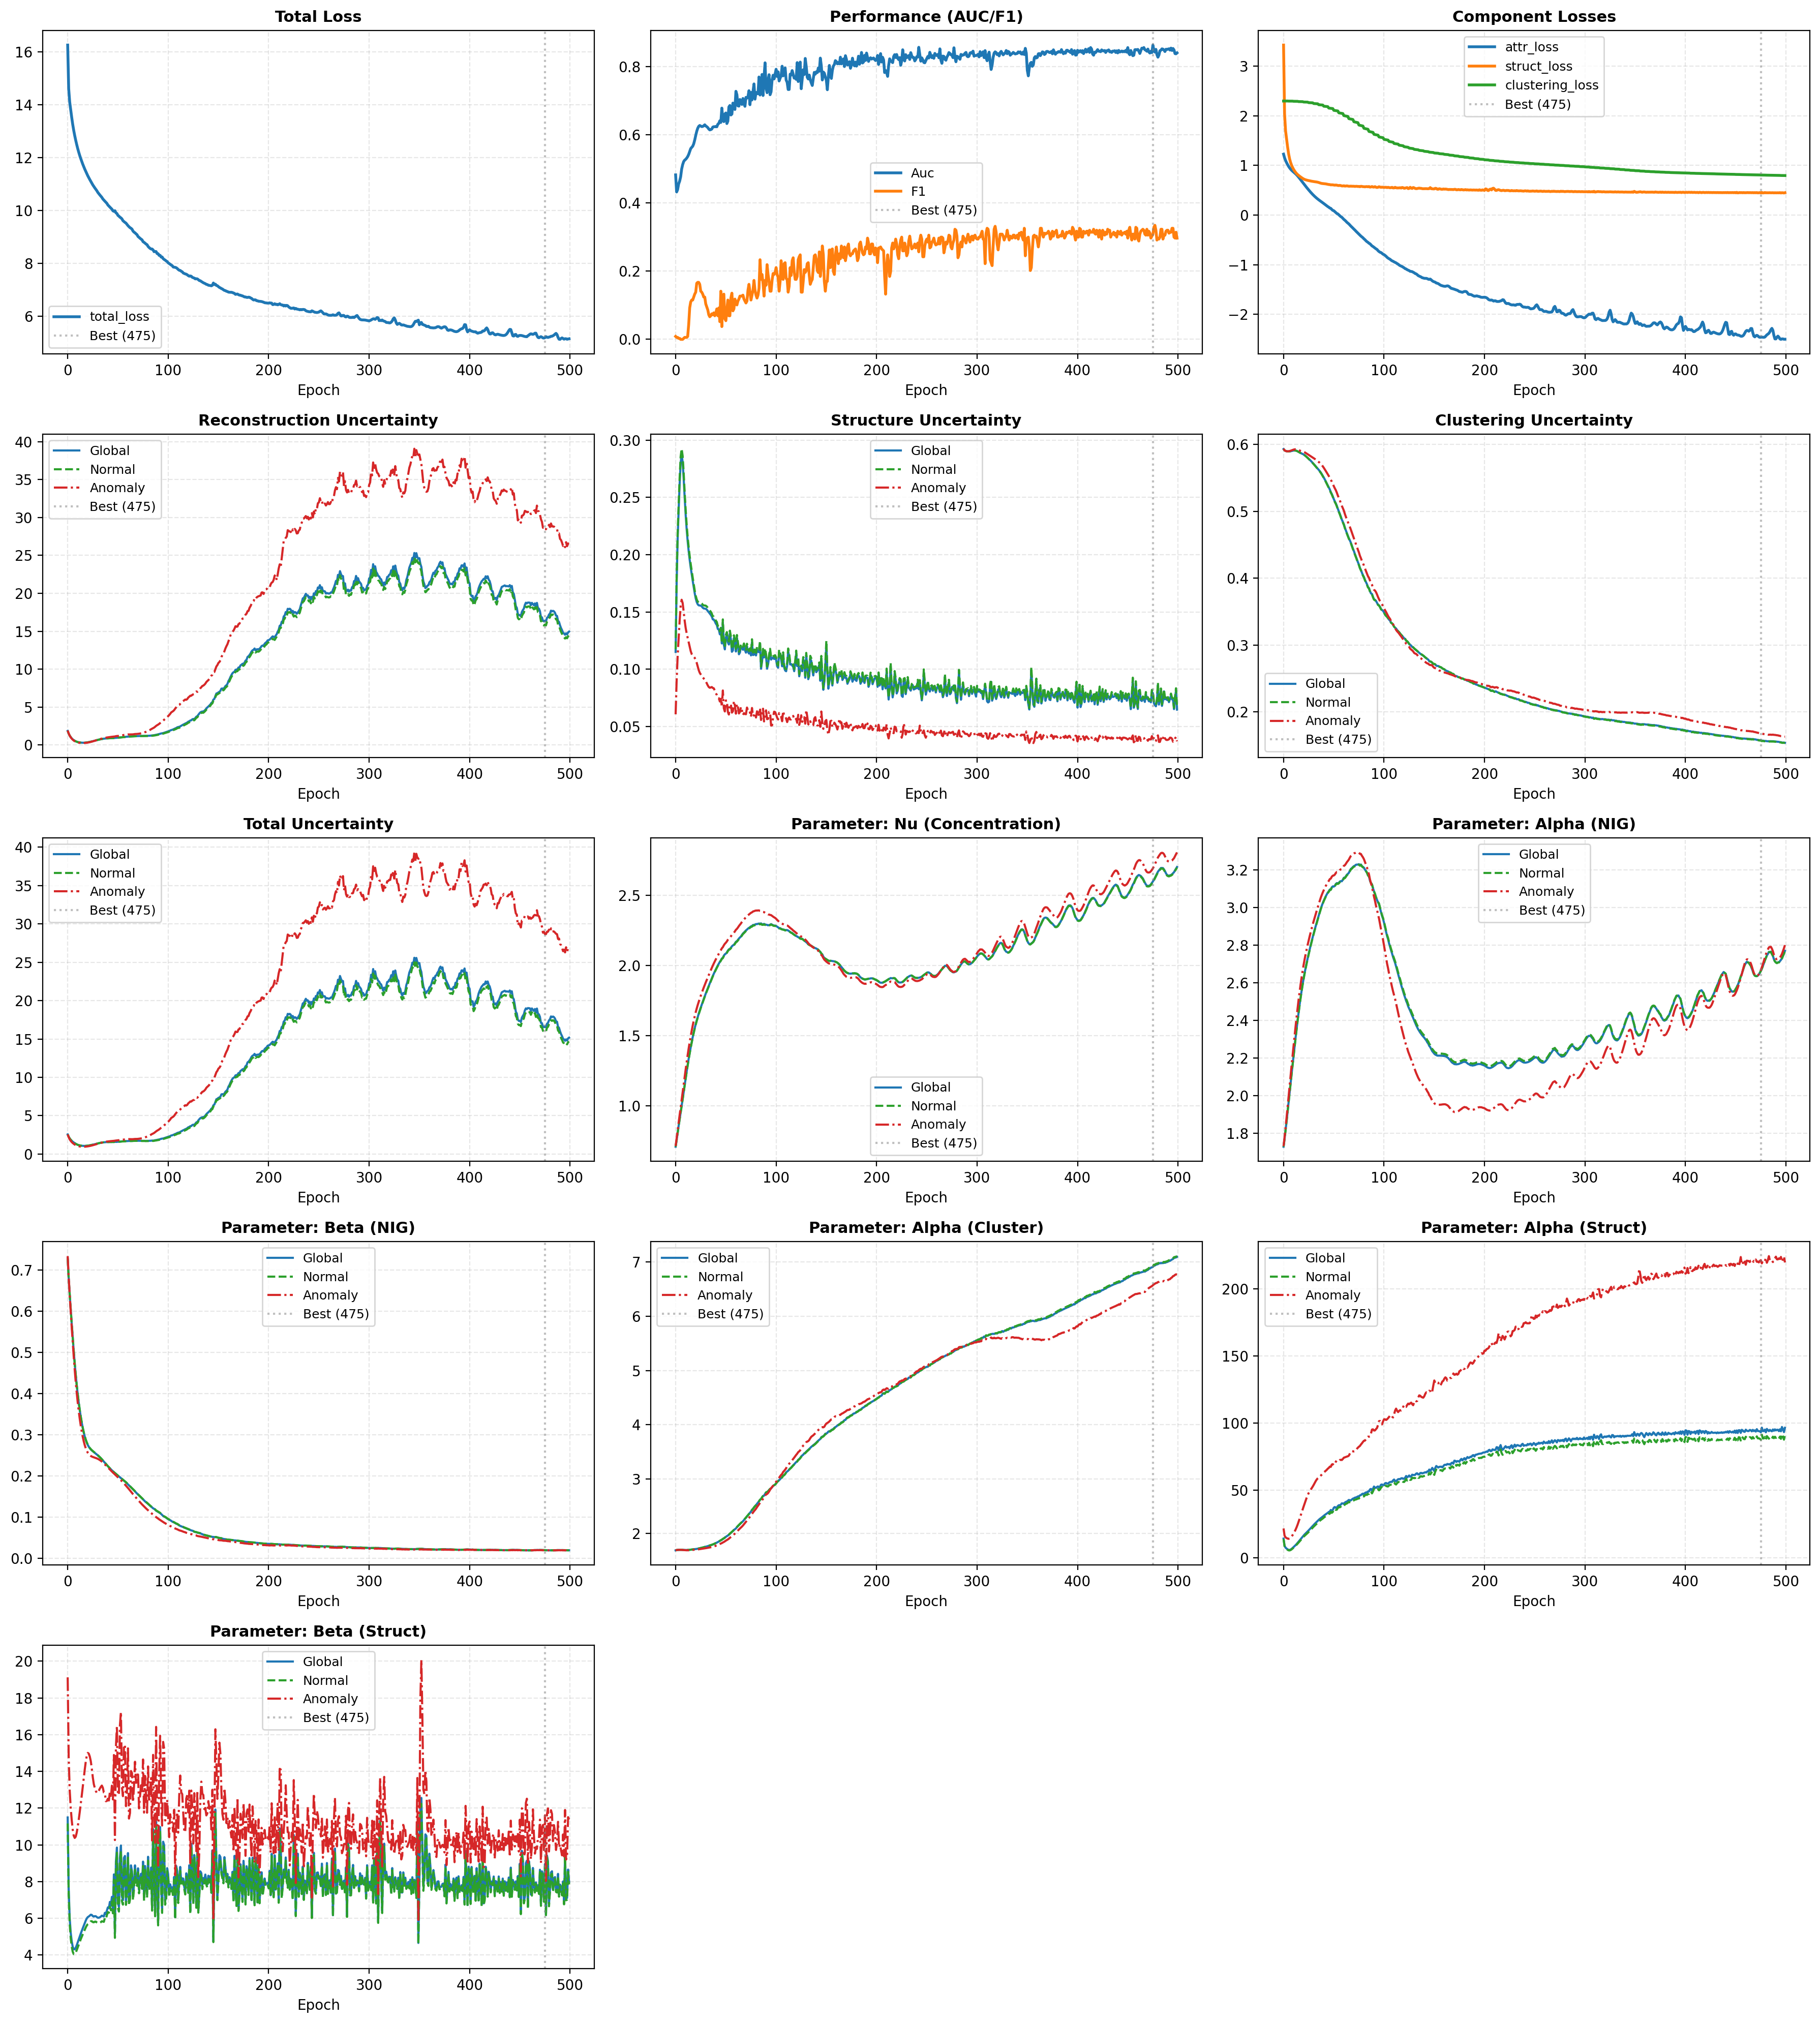 Total Loss
16
14
12
10
8
6
total_loss
Best (475)
0
100
200
300
400
500
Epoch
Performance (AUC/F1)
0.8
0.6
0.4
0.2
0.0
Auc
F1
Best (475)
0
100
200
300
400
500
Epoch
Component Losses
3
2
1
0
−1
−2
attr_loss
struct_loss
clustering_loss
Best (475)
0
100
200
300
400
500
Epoch
Reconstruction Uncertainty
40
35
30
25
20
15
10
5
0
Global
Normal
Anomaly
Best (475)
0
100
200
300
400
500
Epoch
Structure Uncertainty
0.30
0.25
0.20
0.15
0.10
0.05
Global
Normal
Anomaly
Best (475)
0
100
200
300
400
500
Epoch
Clustering Uncertainty
0.6
0.5
0.4
0.3
0.2
Global
Normal
Anomaly
Best (475)
0
100
200
300
400
500
Epoch
Total Uncertainty
40
35
30
25
20
15
10
5
0
Global
Normal
Anomaly
Best (475)
0
100
200
300
400
500
Epoch
Parameter: Nu (Concentration)
2.5
2.0
1.5
1.0
Global
Normal
Anomaly
Best (475)
0
100
200
300
400
500
Epoch
Parameter: Alpha (NIG)
3.2
3.0
2.8
2.6
2.4
2.2
2.0
1.8
Global
Normal
Anomaly
Best (475)
0
100
200
300
400
500
Epoch
Parameter: Beta (NIG)
0.7
0.6
0.5
0.4
0.3
0.2
0.1
0.0
Global
Normal
Anomaly
Best (475)
0
100
200
300
400
500
Epoch
Parameter: Alpha (Cluster)
7
6
5
4
3
2
Global
Normal
Anomaly
Best (475)
0
100
200
300
400
500
Epoch
Parameter: Alpha (Struct)
200
150
100
50
0
Global
Normal
Anomaly
Best (475)
0
100
200
300
400
500
Epoch
Parameter: Beta (Struct)
20
18
16
14
12
10
8
6
4
Global
Normal
Anomaly
Best (475)
0
100
200
300
400
500
Epoch